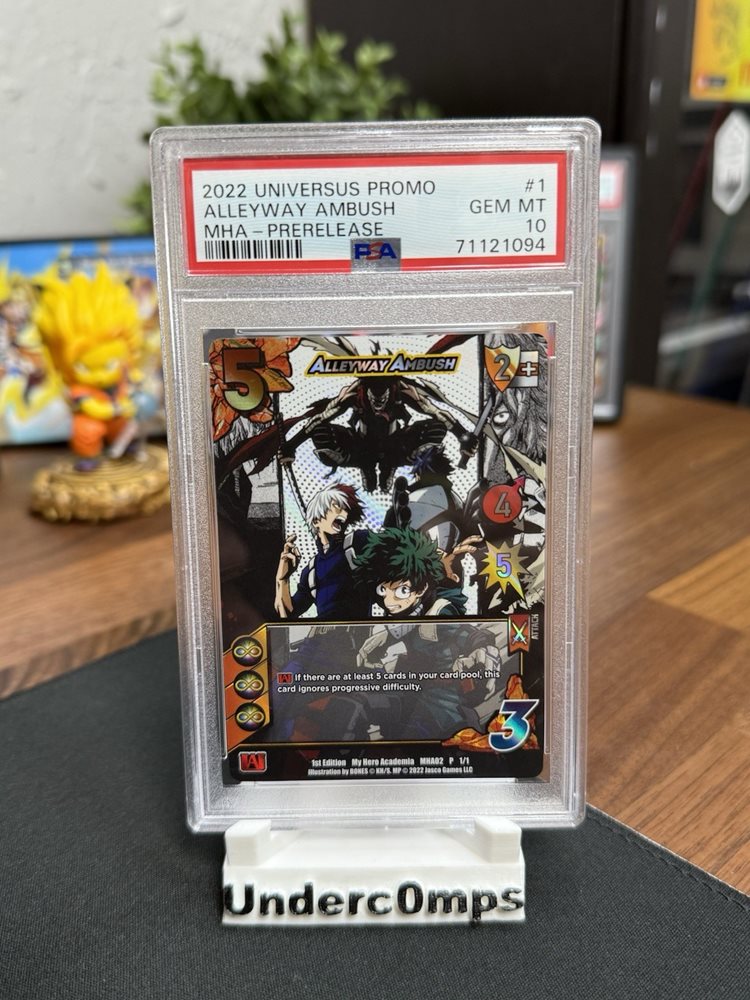 2022 UNIVERSUS PROMO #1
ALLEYWAY AMBUSH GEM MT
MHA - PRERELEASE 10
PSA 71121094
5 ALLEYWAY AMBUSH 2 +
4
5
ATTACK
A If there are at least 5 cards in your card pool, this
card ignores progressive difficulty.
3
A
1st Edition My Hero Academia MHA02 P 1/1
Illustration by BONES © KH/S. MP © 2022 Jasco Games LLC
Underc0mps